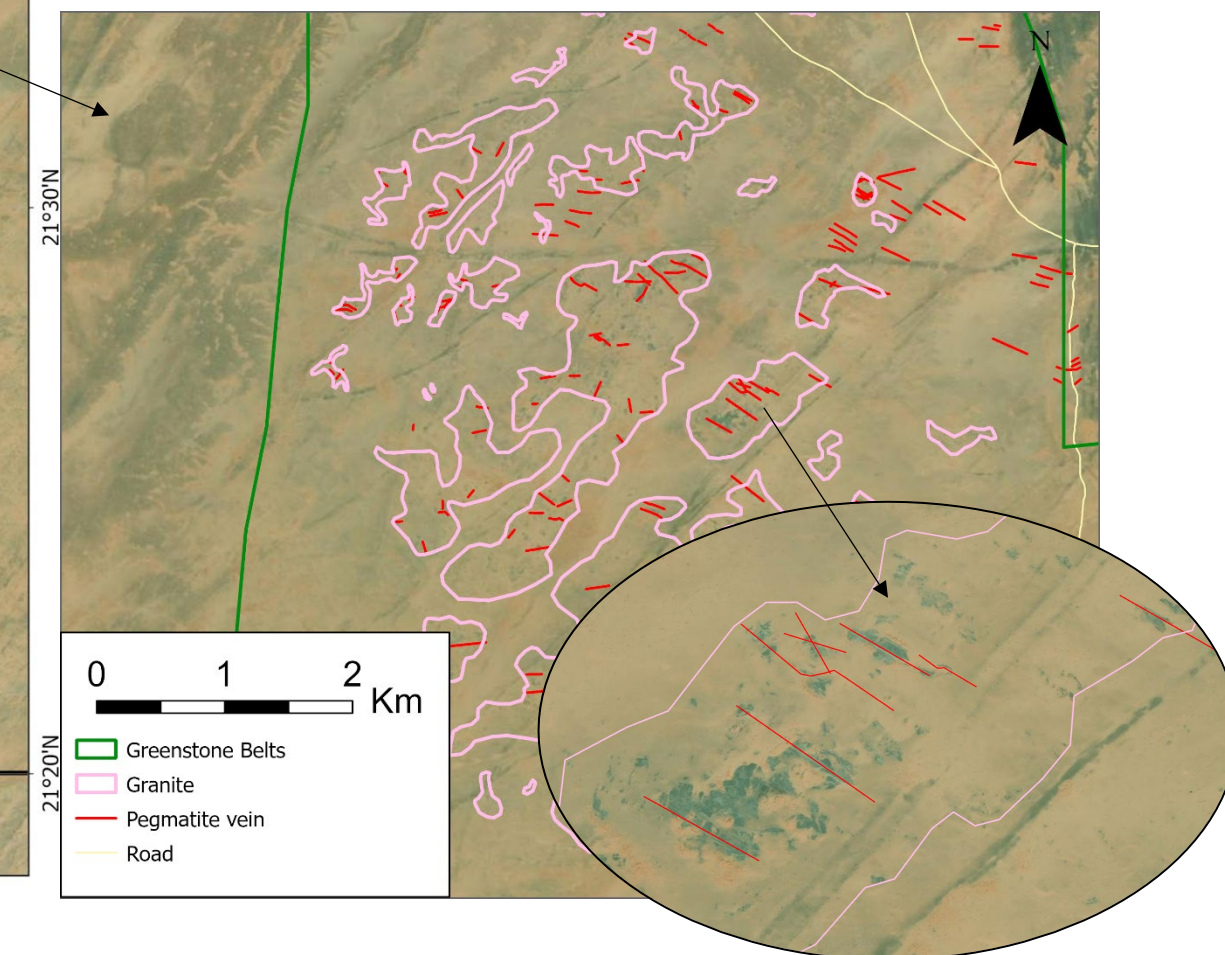 N
21°30'N
21°20'N
0 1 2 Km
Greenstone Belts
Granite
Pegmatite vein
Road